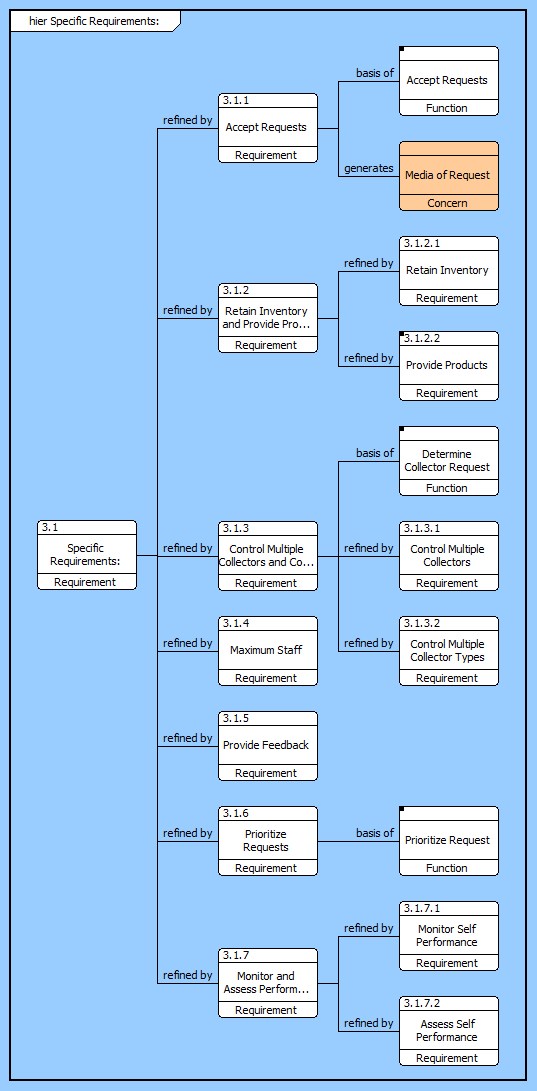 hier Specific Requirements:
basis of
Accept Requests
Function
3.1.1
refined by
Accept Requests
Requirement
generates
Media of Request
Concern
3.1.2.1
refined by
Retain Inventory
Requirement
3.1.2
refined by
Retain Inventory
and Provide Pro...
Requirement
3.1.2.2
refined by
Provide Products
Requirement
basis of
Determine
Collector Request
Function
3.1
Specific
Requirements:
Requirement
3.1.3
refined by
Control Multiple
Collectors and Co...
Requirement
3.1.3.1
refined by
Control Multiple
Collectors
Requirement
3.1.4
refined by
Maximum Staff
Requirement
3.1.3.2
refined by
Control Multiple
Collector Types
Requirement
3.1.5
refined by
Provide Feedback
Requirement
3.1.6
refined by
Prioritize
Requests
Requirement
basis of
Prioritize Request
Function
3.1.7.1
refined by
Monitor Self
Performance
Requirement
3.1.7
refined by
Monitor and
Assess Perform...
Requirement
3.1.7.2
refined by
Assess Self
Performance
Requirement